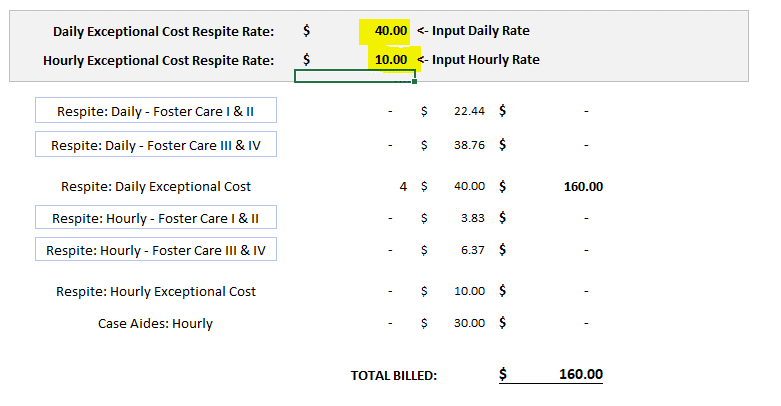 Daily Exceptional Cost Respite Rate: $ 40.00 <- Input Daily Rate
Hourly Exceptional Cost Respite Rate: $ 10.00 <- Input Hourly Rate
Respite: Daily - Foster Care I & II - $ 22.44 $ -
Respite: Daily - Foster Care III & IV - $ 38.76 $ -
Respite: Daily Exceptional Cost 4 $ 40.00 $ 160.00
Respite: Hourly - Foster Care I & II - $ 3.83 $ -
Respite: Hourly - Foster Care III & IV - $ 6.37 $ -
Respite: Hourly Exceptional Cost - $ 10.00 $ -
Case Aides: Hourly - $ 30.00 $ -
TOTAL BILLED: $ 160.00